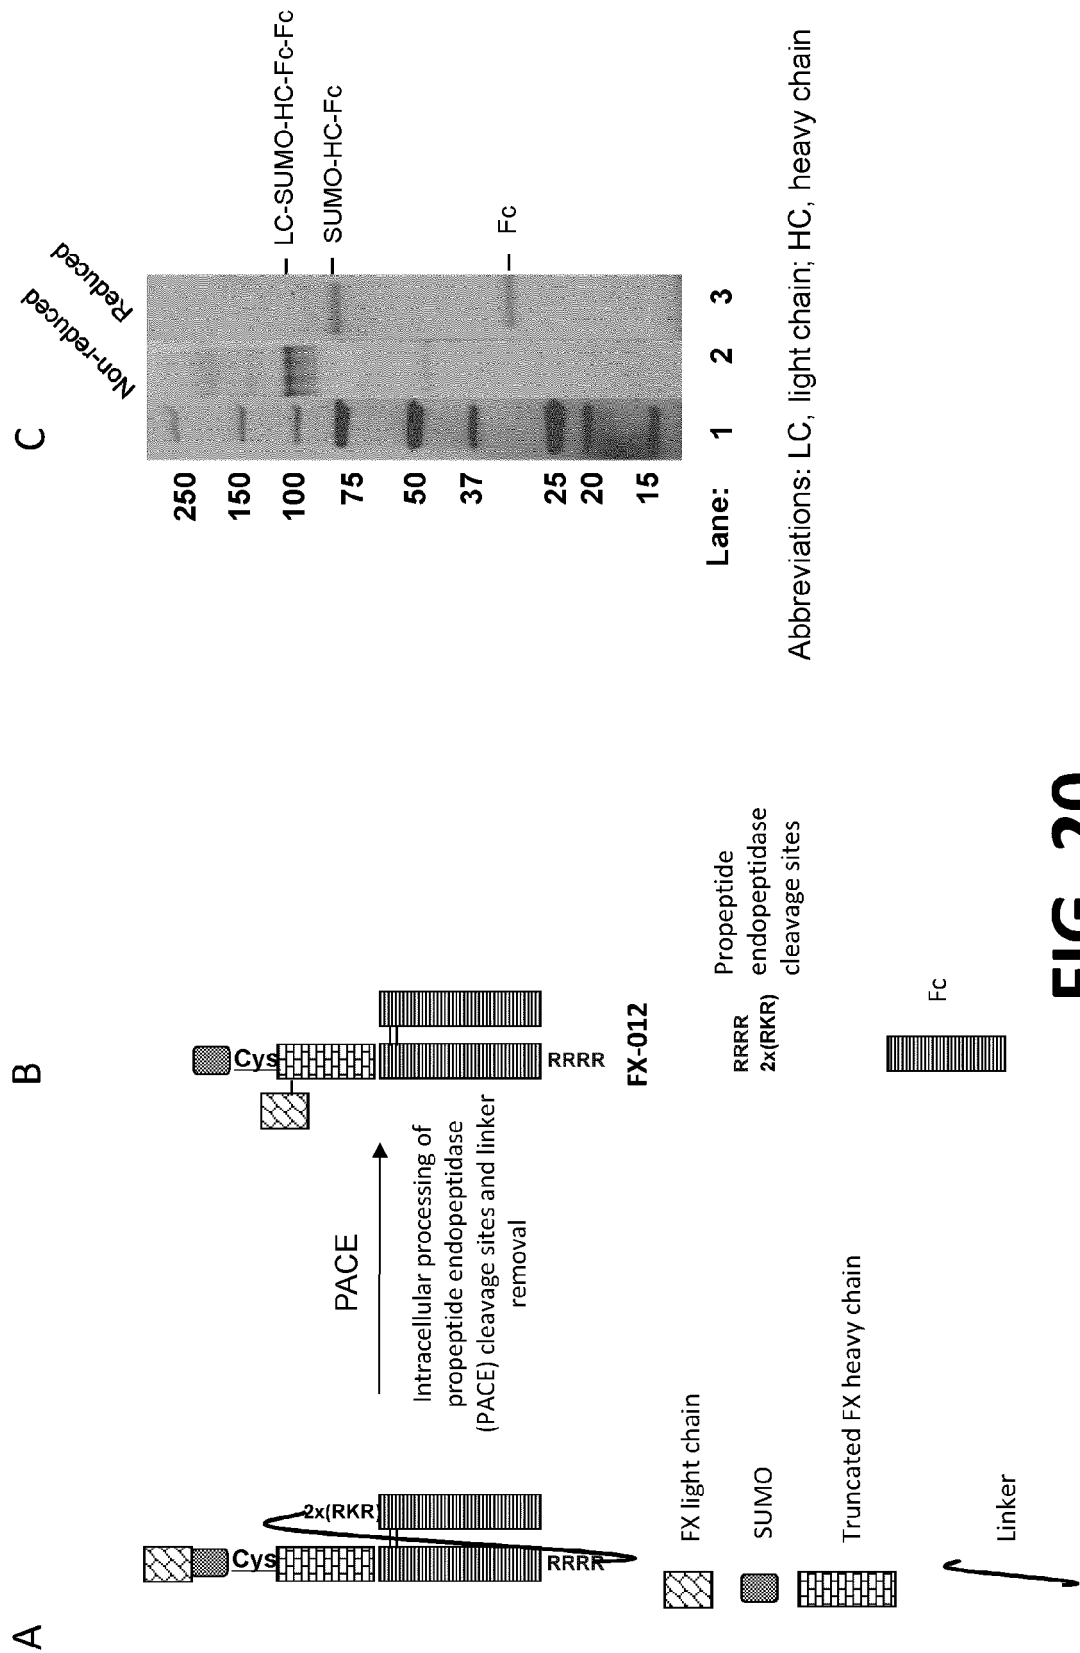 A
Cys
2x(RKR)
RRRR
PACE
Intracellular processing of
propeptide endopeptidase
(PACE) cleavage sites and linker
removal
B
Cys
RRRR
FX-012
FX light chain
SUMO
Truncated FX heavy chain
Linker
RRRR
2x(RKR)
Propeptide
endopeptidase
cleavage sites
Fc
C
Non-reduced
Reduced
250
150
100
75
50
37
25
20
15
LC-SUMO-HC-Fc-Fc
SUMO-HC-Fc
Fc
Lane: 1 2 3
Abbreviations: LC, light chain; HC, heavy chain
FIG. 20